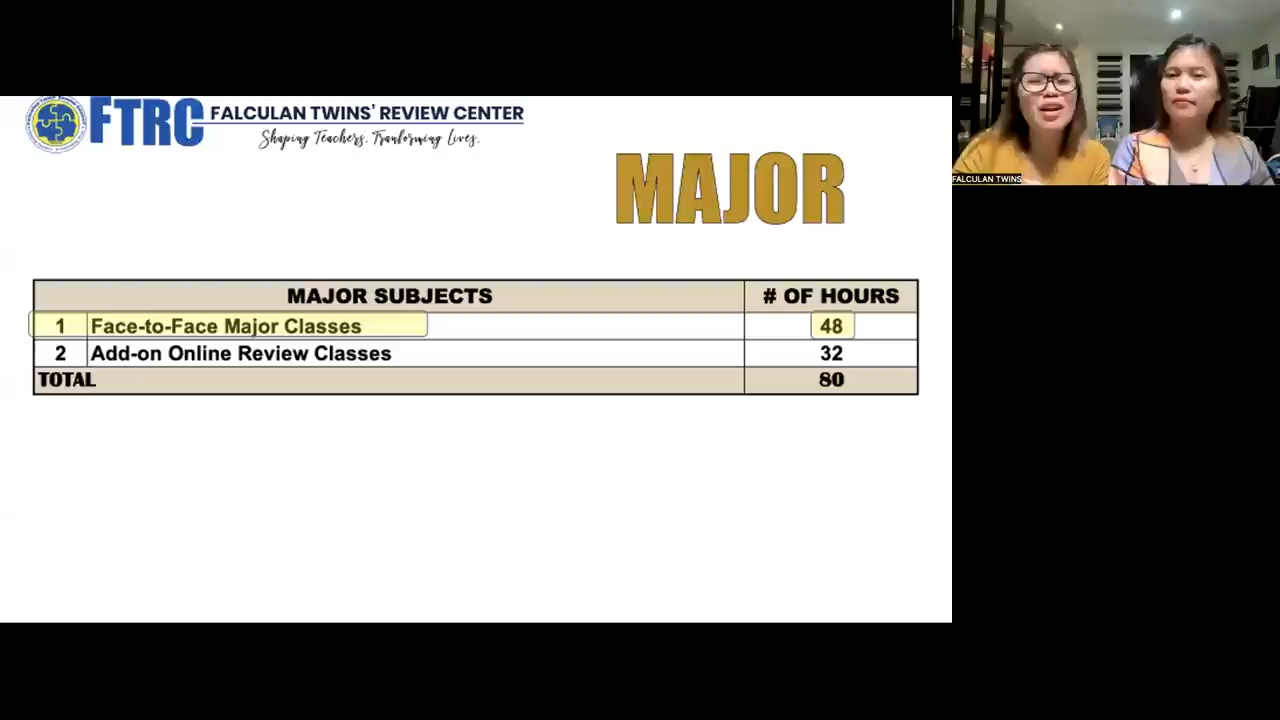 FTRC
FALCULAN TWINS' REVIEW CENTER
Shaping Teachers. Tranforming Lives.
MAJOR
MAJOR SUBJECTS # OF HOURS
1 Face-to-Face Major Classes 48
2 Add-on Online Review Classes 32
TOTAL 80
FALCULAN TWINS